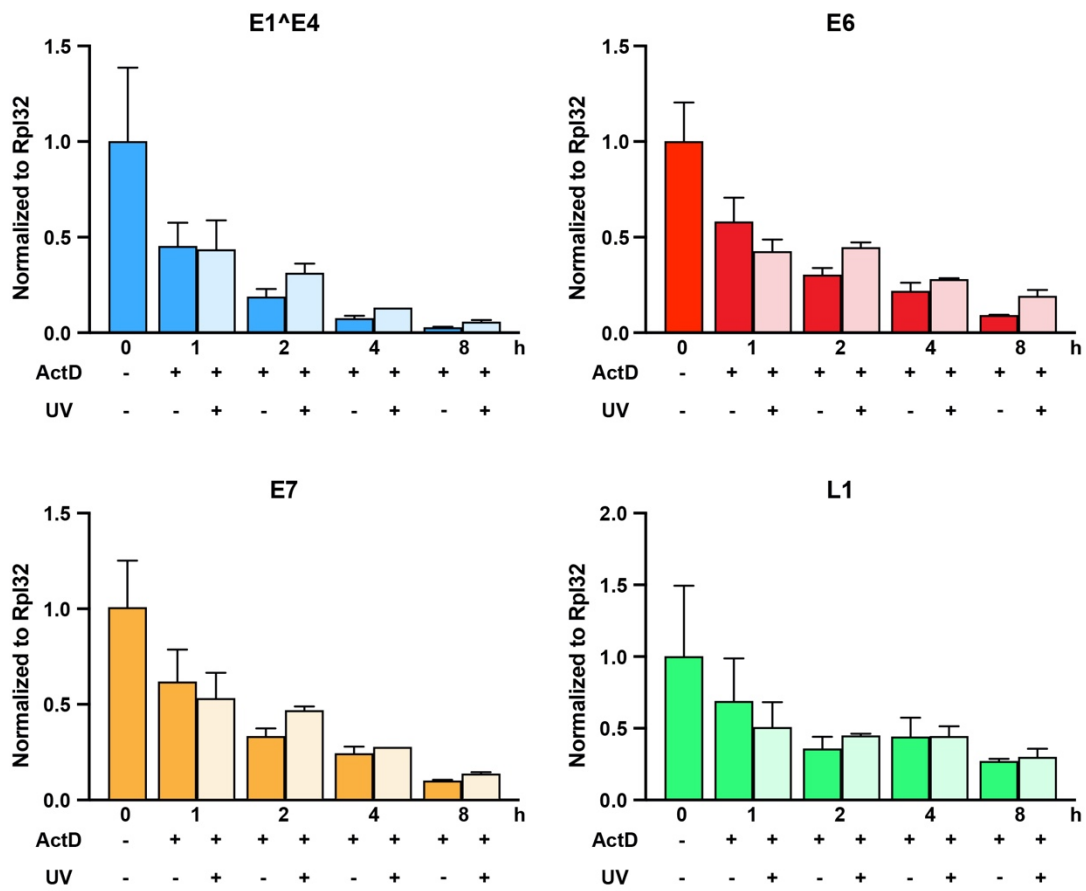 E1^E4
Normalized to Rpl32
1.5
1.0
0.5
0.0
0 1 2 4 8 h
ActD - + + + + + + + +
UV - - + - + - + - +
E6
Normalized to Rpl32
1.5
1.0
0.5
0.0
0 1 2 4 8 h
ActD - + + + + + + + +
UV - - + - + - + - +
E7
Normalized to Rpl32
1.5
1.0
0.5
0.0
0 1 2 4 8 h
ActD - + + + + + + + +
UV - - + - + - + - +
L1
Normalized to Rpl32
2.0
1.5
1.0
0.5
0.0
0 1 2 4 8 h
ActD - + + + + + + + +
UV - - + - + - + - +